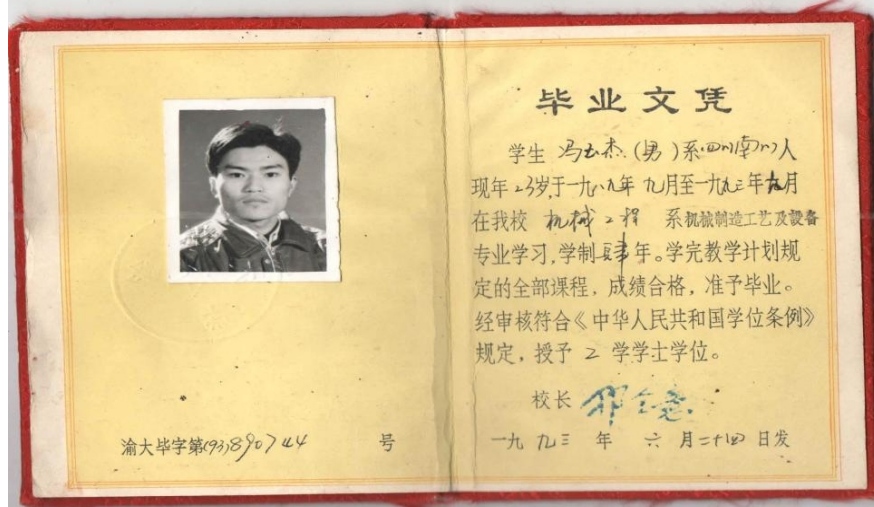 渝大毕字第(93)890744 号
毕业文凭
学生 冯士杰(男)系四川南川人
现年23岁,于一九八九年九月至一九九三年七月
在我校 机械工程 系机械制造工艺及設备
专业学习,学制肆年。学完教学计划规
定的全部课程,成绩合格,准予毕业。
经审核符合《中华人民共和国学位条例》
规定,授予 工 学学士学位。
校长
一九九三年六月二十四日发